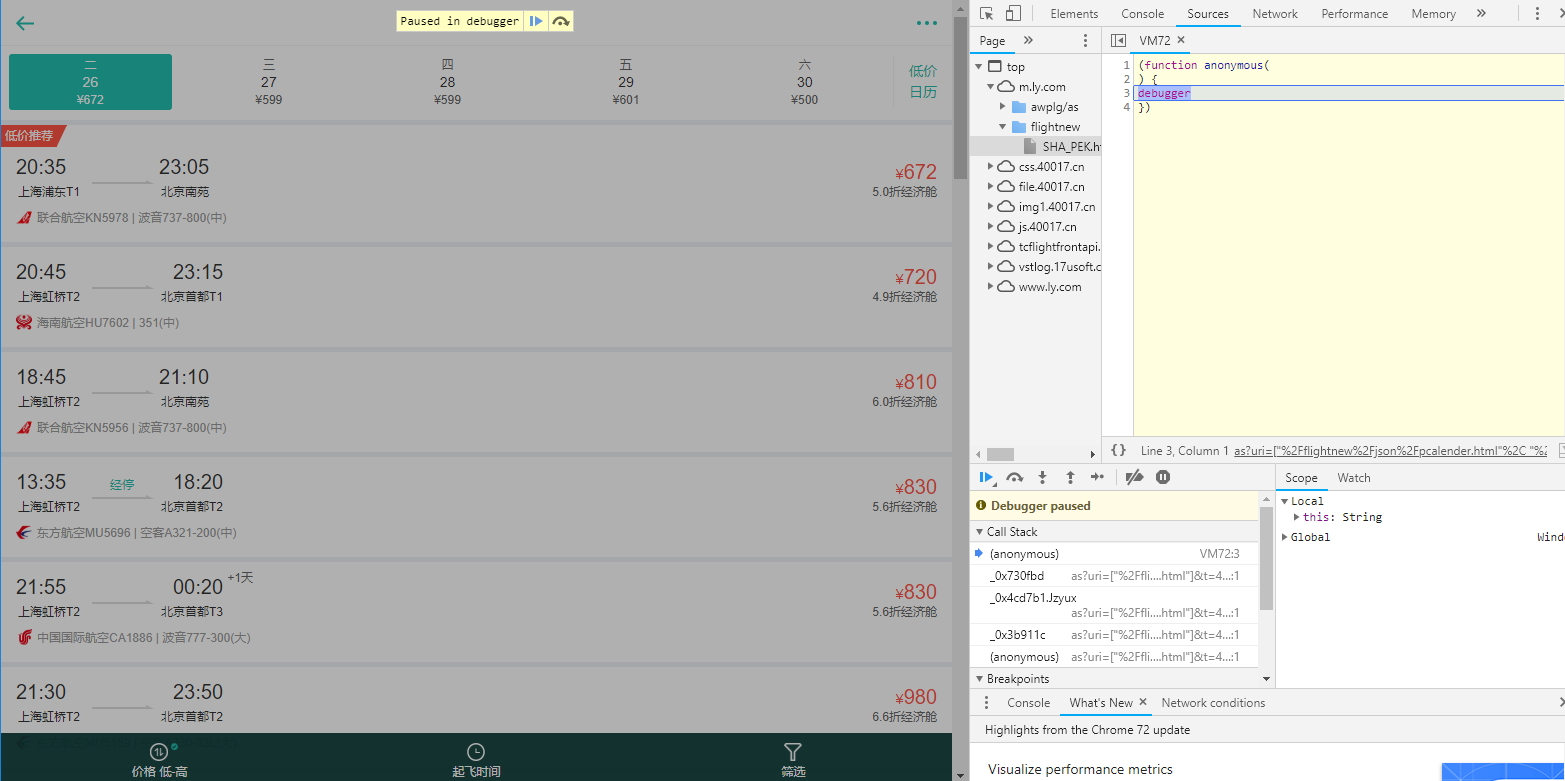 Paused in debugger
二
26
¥672
三
27
¥599
四
28
¥599
五
29
¥601
六
30
¥500
低价
日历
低价推荐
20:35
23:05
¥672
上海浦东T1
北京南苑
5.0折经济舱
联合航空KN5978 | 波音737-800(中)
20:45
23:15
¥720
上海虹桥T2
北京首都T1
4.9折经济舱
海南航空HU7602 | 351(中)
18:45
21:10
¥810
上海虹桥T2
北京南苑
6.0折经济舱
联合航空KN5956 | 波音737-800(中)
13:35
经停
18:20
¥830
上海虹桥T2
北京首都T2
5.6折经济舱
东方航空MU5696 | 空客A321-200(中)
21:55
00:20
+1天
¥830
上海虹桥T2
北京首都T3
5.6折经济舱
中国国际航空CA1886 | 波音777-300(大)
21:30
23:50
¥980
上海虹桥T2
北京首都T2
6.6折经济舱
价格 低-高
起飞时间
筛选
Elements Console Sources Network Performance Memory »
Page »
VM72 ×
top
m.ly.com
awplg/as
flightnew
SHA_PEK.h
css.40017.cn
file.40017.cn
img1.40017.cn
js.40017.cn
tcflightfrontapi.
vstlog.17usoft.c
www.ly.com
1 (function anonymous(
2 ) {
3 debugger
4 })
{} Line 3, Column 1 as?uri=["%2Fflightnew%2Fjson%2Fpcalender.html"%2C "%2
Debugger paused
Call Stack
(anonymous) VM72:3
_0x730fbd as?uri=["%2Ffli....html"]&t=4...:1
_0x4cd7b1.Jzyux
as?uri=["%2Ffli....html"]&t=4...:1
_0x3b911c as?uri=["%2Ffli....html"]&t=4...:1
(anonymous) as?uri=["%2Ffli....html"]&t=4...:1
Breakpoints
Scope Watch
Local
this: String
Global Wind
Console What's New × Network conditions
Highlights from the Chrome 72 update
Visualize performance metrics